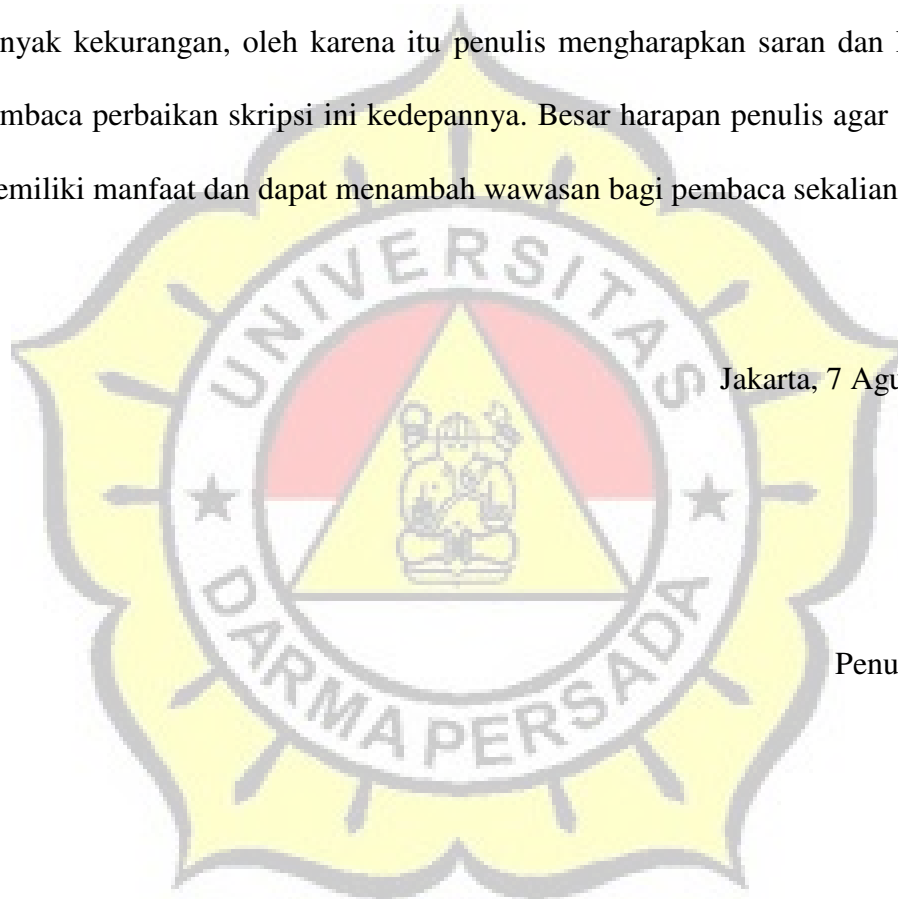 nyak kekurangan, oleh karena itu penulis mengharapkan saran dan
mbaca perbaikan skripsi ini kedepannya. Besar harapan penulis agar
emiliki manfaat dan dapat menambah wawasan bagi pembaca sekalian
UNIVERSITAS
Jakarta, 7 Agu
Penu
DARMA PERSADA